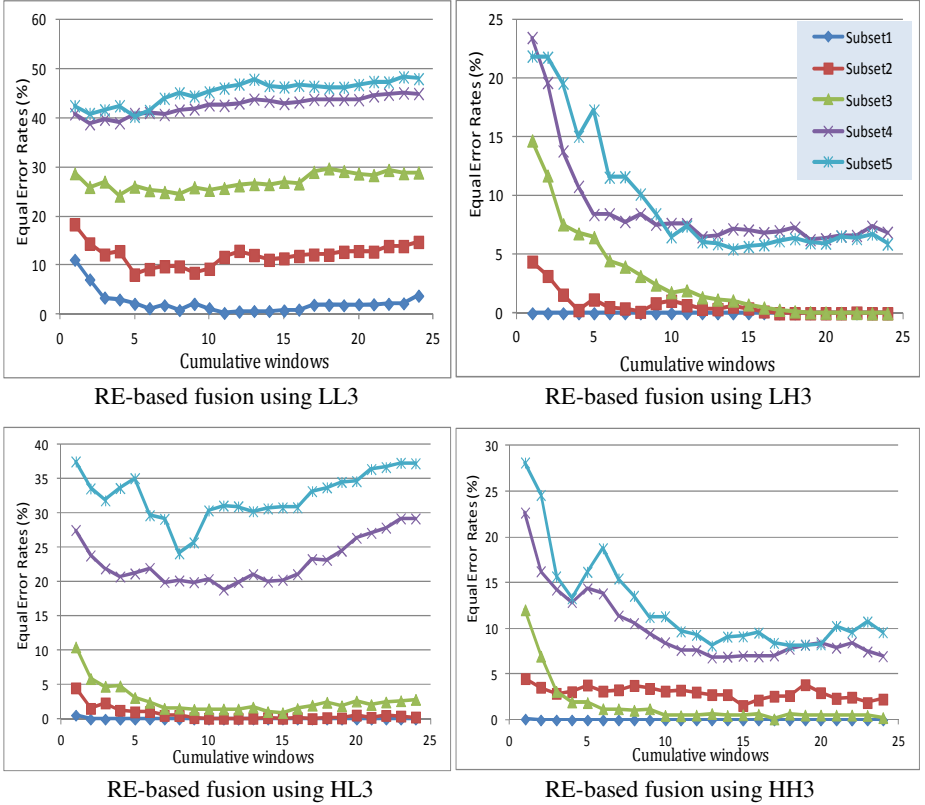 60
50
40
30
20
10
0
Equal Error Rates (%)
0 5 10 15 20 25
Cumulative windows
RE-based fusion using LL3
25
20
15
10
5
0
Equal Error Rates (%)
0 5 10 15 20 25
Cumulative windows
Subset1
Subset2
Subset3
Subset4
Subset5
RE-based fusion using LH3
40
35
30
25
20
15
10
5
0
Equal Error Rates (%)
0 5 10 15 20 25
Cumulative windows
RE-based fusion using HL3
30
25
20
15
10
5
0
Equal Error Rates (%)
0 5 10 15 20 25
Cumulative windows
RE-based fusion using HH3